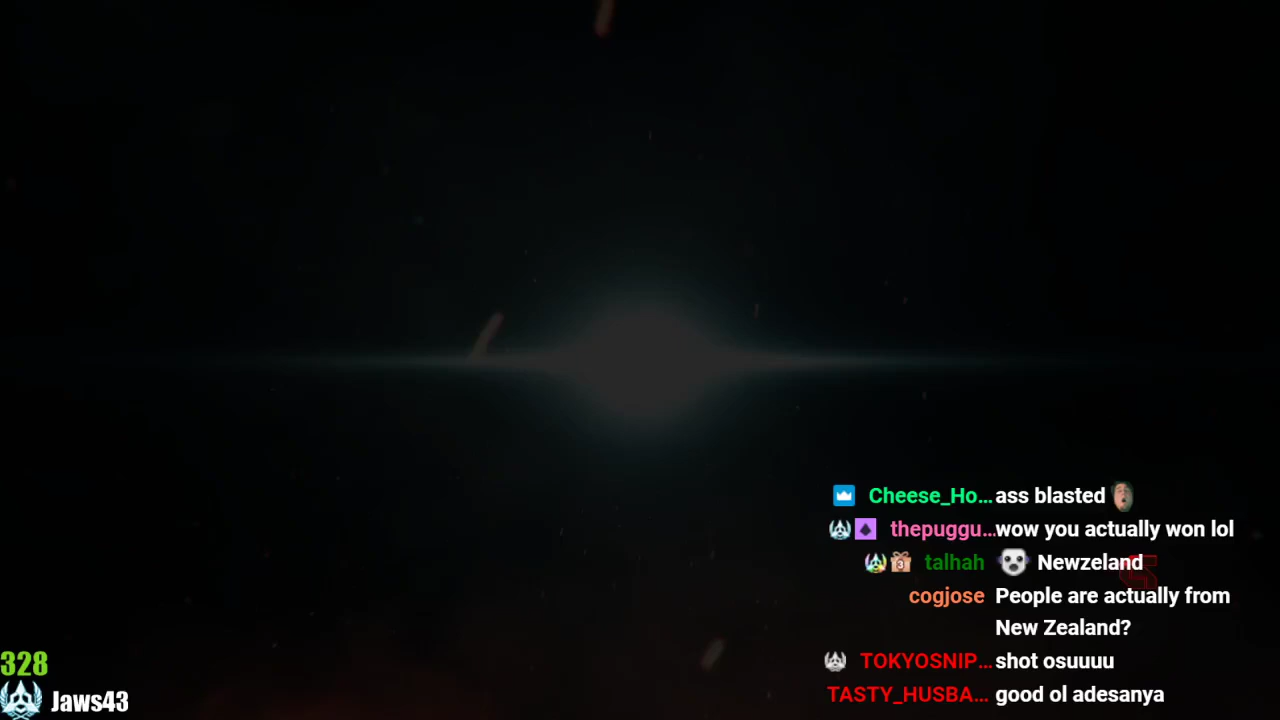 Cheese_Ho… ass blasted
thepuggu… wow you actually won lol
talhah Newzeland
cogjose People are actually from
New Zealand?
TOKYOSNIP… shot osuuuu
TASTY_HUSBA… good ol adesanya
328
Jaws43